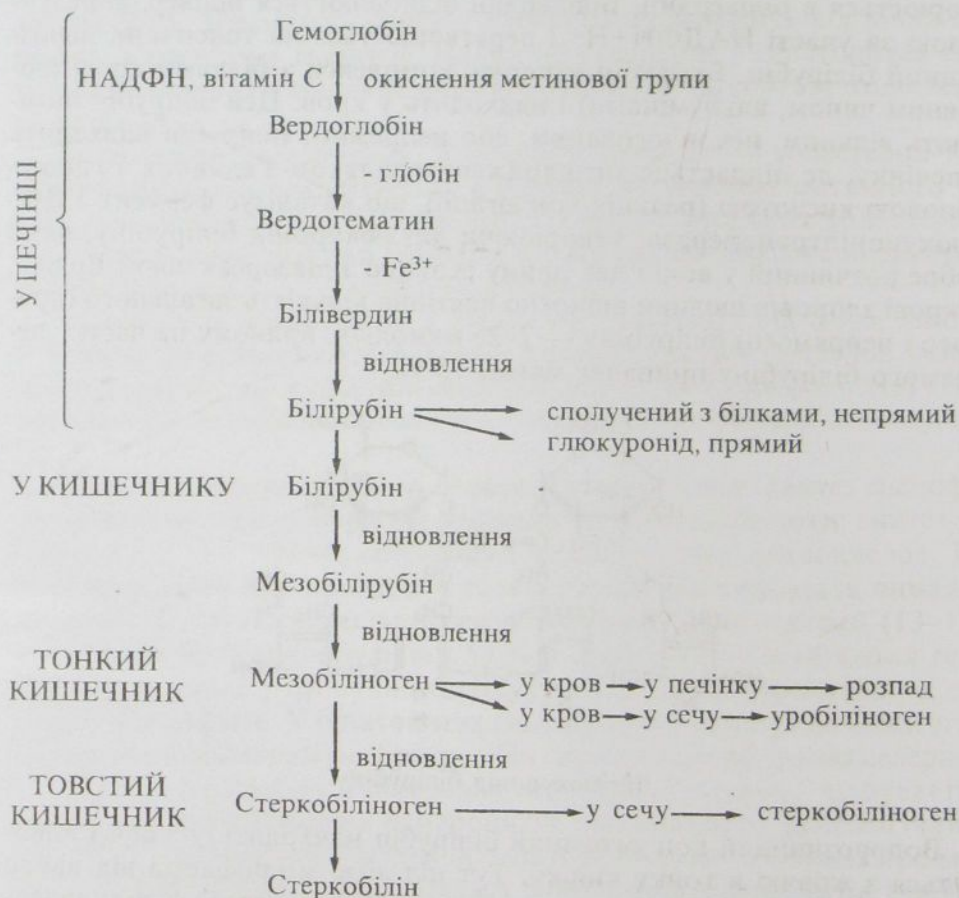 Гемоглобін
НАДФН, вітамін С окиснення метинової групи
Вердоглобін
- глобін
Вердогематин
- Fe³⁺
Білівердин
відновлення
Білірубін сполучений з білками, непрямий
глюкуронід, прямий
У ПЕЧІНЦІ
У КИШЕЧНИКУ Білірубін
відновлення
Мезобілірубін
відновлення
ТОНКИЙ
КИШЕЧНИК
Мезобіліноген у кров у печінку розпад
у кров у сечу уробіліноген
відновлення
ТОВСТИЙ
КИШЕЧНИК
Стеркобіліноген у сечу стеркобіліноген
Стеркобілін